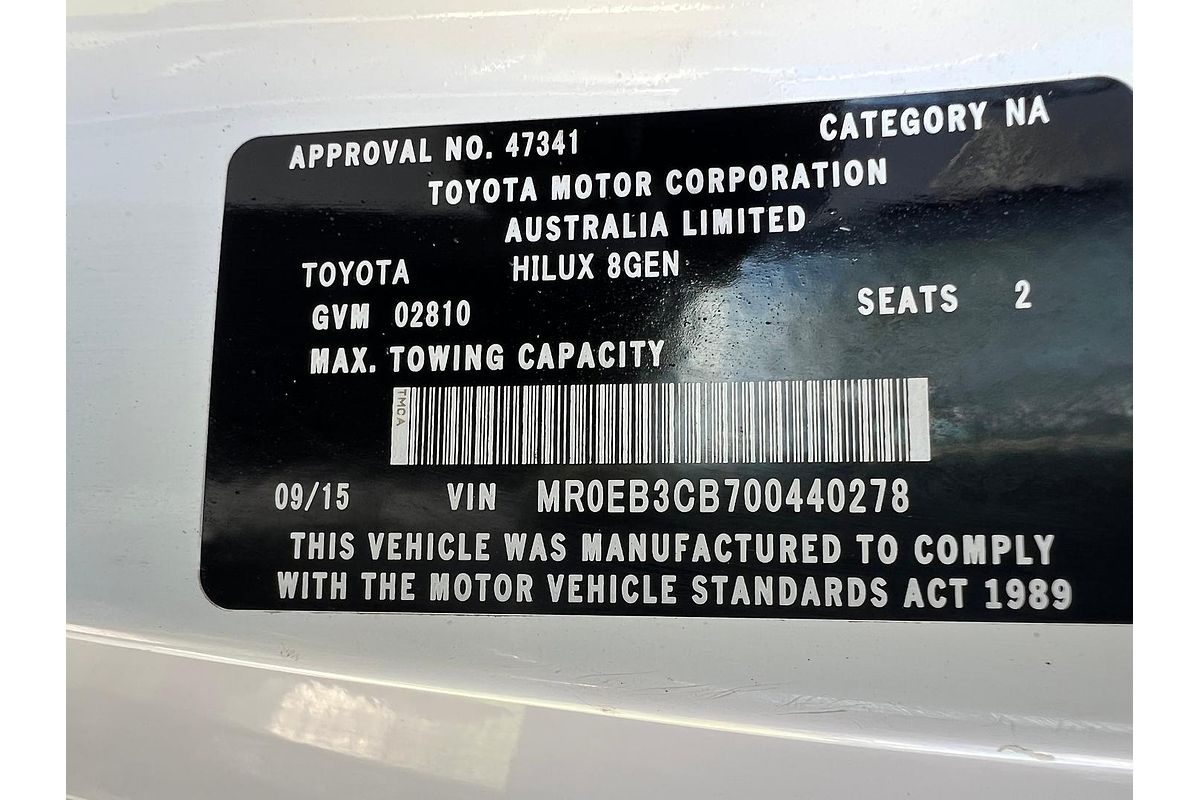 APPROVAL NO. 47341 CATEGORY NA
TOYOTA MOTOR CORPORATION
AUSTRALIA LIMITED
TOYOTA HILUX 8GEN
GVM 02810 SEATS 2
MAX. TOWING CAPACITY
TMCA
09/15 VIN MR0EB3CB700440278
THIS VEHICLE WAS MANUFACTURED TO COMPLY
WITH THE MOTOR VEHICLE STANDARDS ACT 1989